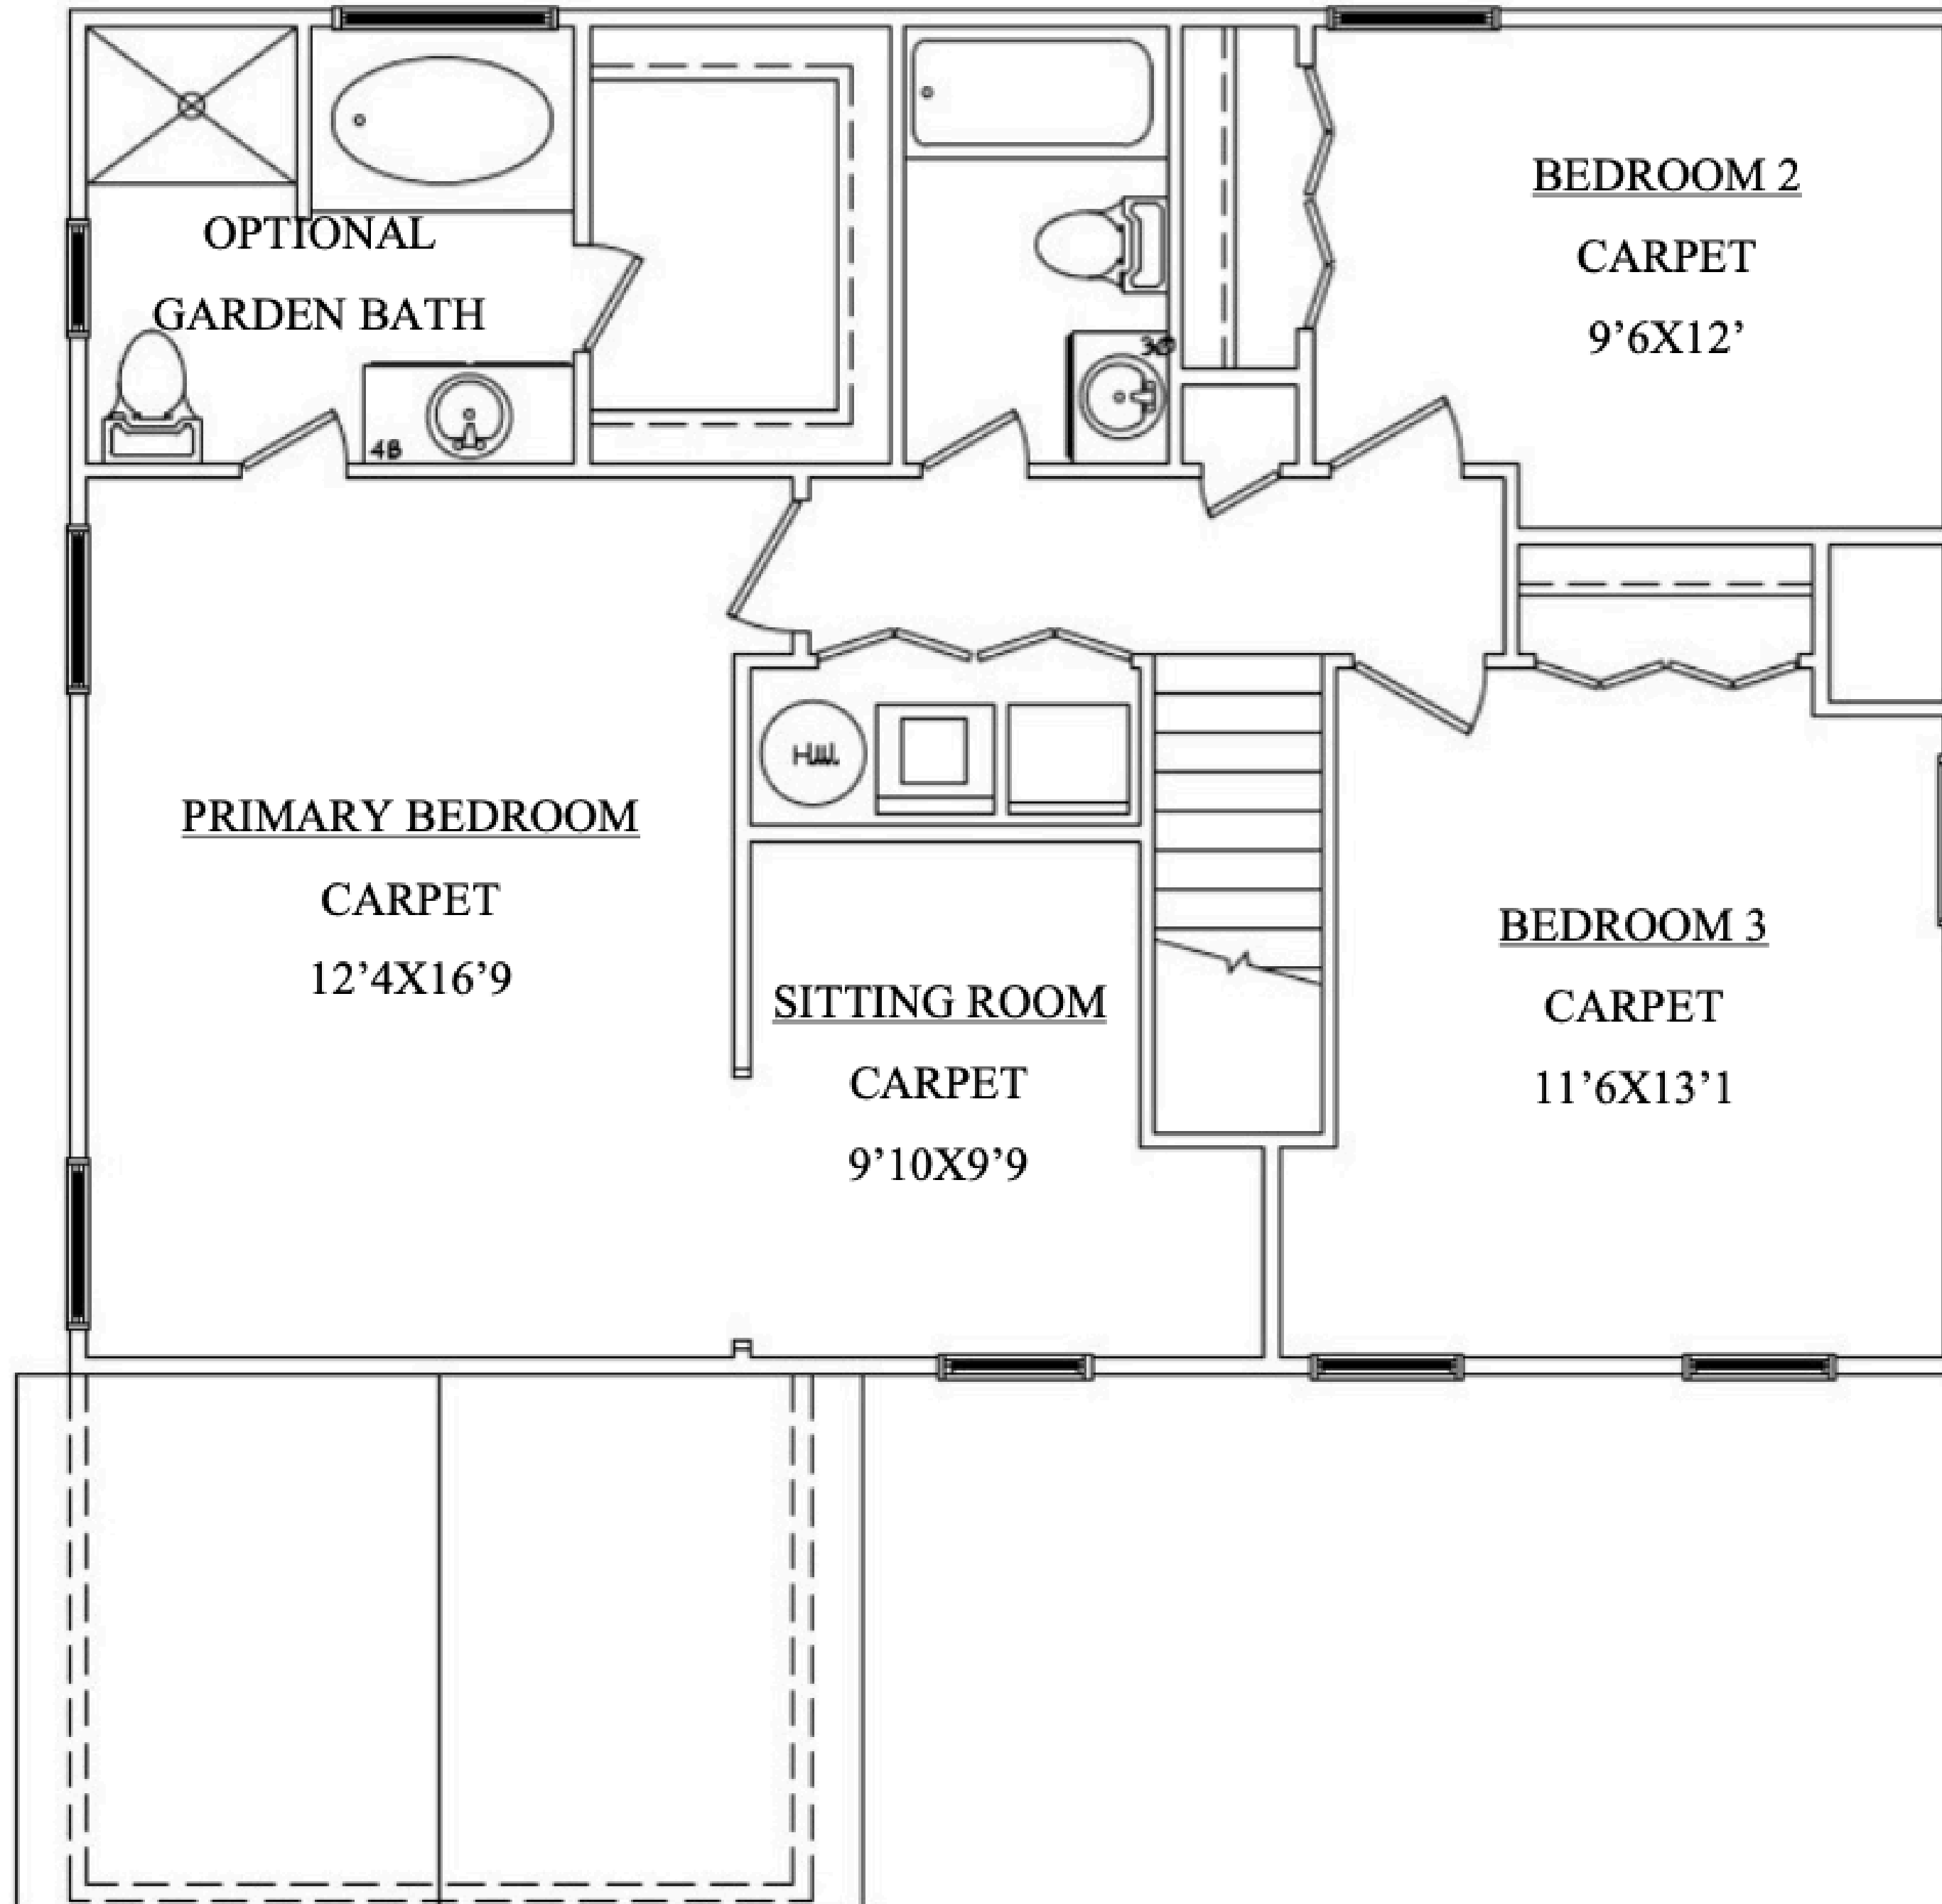 OPTIONAL
GARDEN BATH
4B
BEDROOM 2
CARPET
9’6X12’
H.W.
PRIMARY BEDROOM
CARPET
12’4X16’9
SITTING ROOM
CARPET
9’10X9’9
BEDROOM 3
CARPET
11’6X13’1